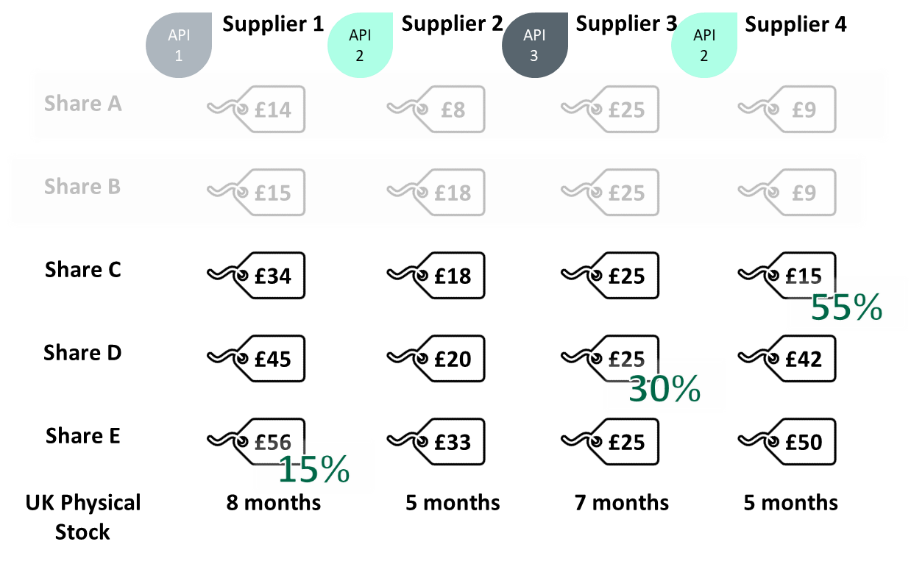 API
1
Supplier 1
API
2
Supplier 2
API
3
Supplier 3
API
2
Supplier 4
Share A
£14
£8
£25
£9
Share B
£15
£18
£25
£9
Share C
£34
£18
£25
£15
55%
Share D
£45
£20
£25
30%
£42
Share E
£56
15%
£33
£25
£50
UK Physical
Stock
8 months
5 months
7 months
5 months